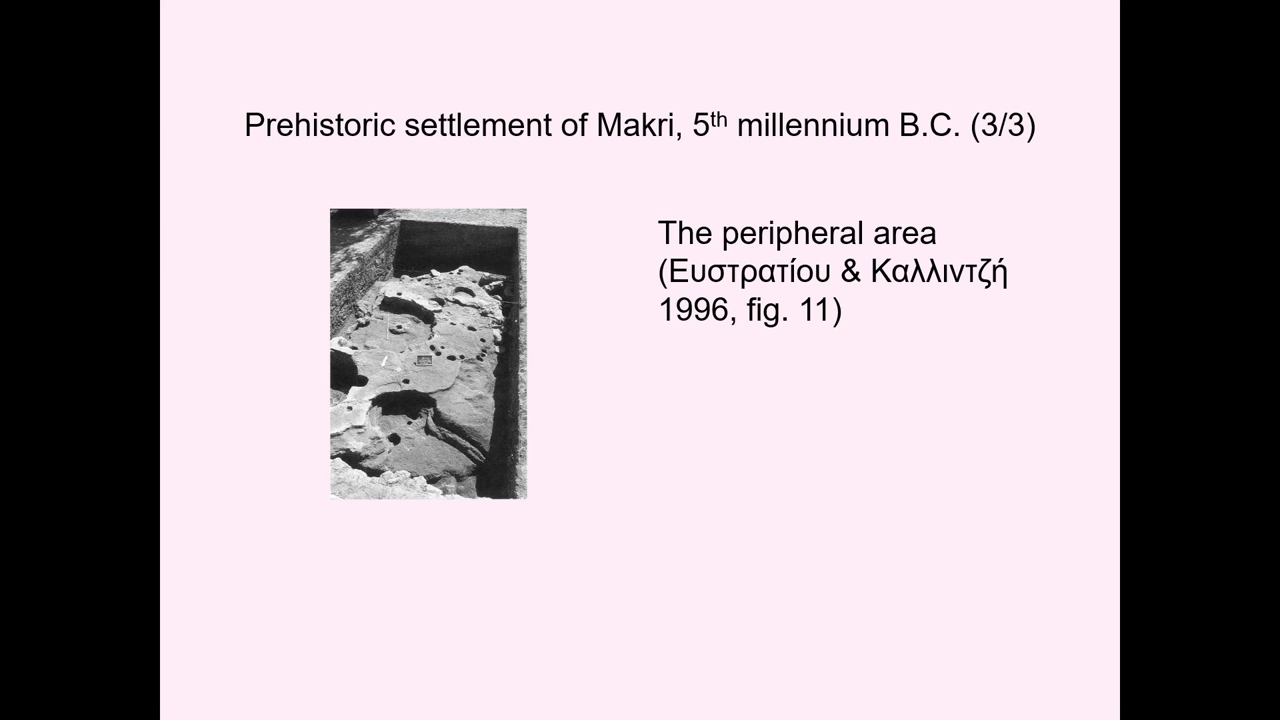 Prehistoric settlement of Makri, 5th millennium B.C. (3/3)
The peripheral area
(Ευστρατίου & Καλλιντζή
1996, fig. 11)